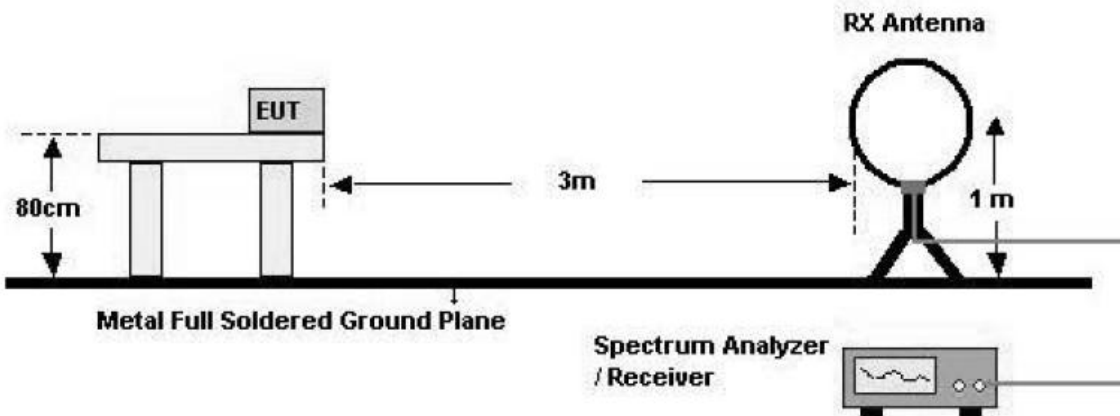 RX Antenna
EUT
3m
80cm
1 m
Metal Full Soldered Ground Plane
Spectrum Analyzer
/ Receiver